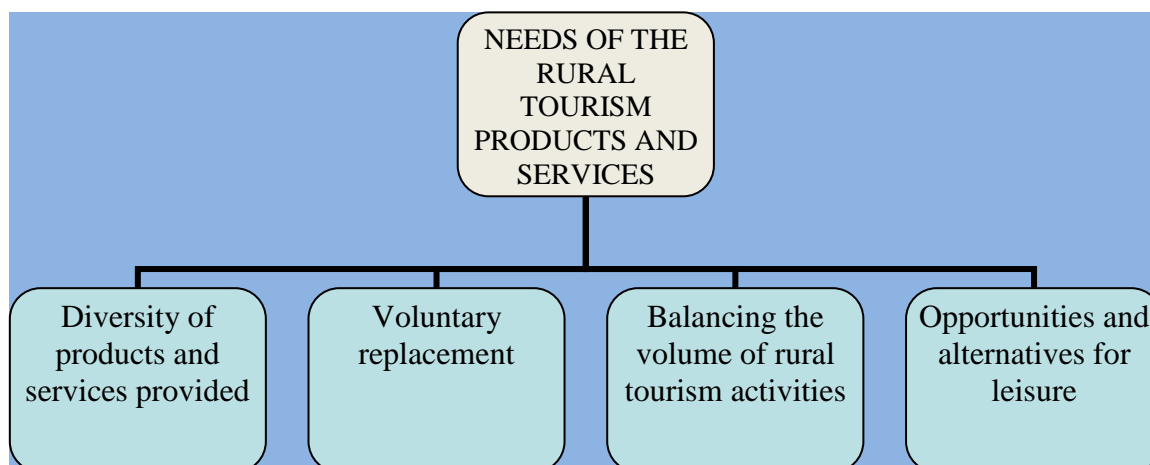 NEEDS OF THE
RURAL
TOURISM
PRODUCTS AND
SERVICES
Diversity of
products and
services provided
Voluntary
replacement
Balancing the
volume of rural
tourism activities
Opportunities and
alternatives for
leisure